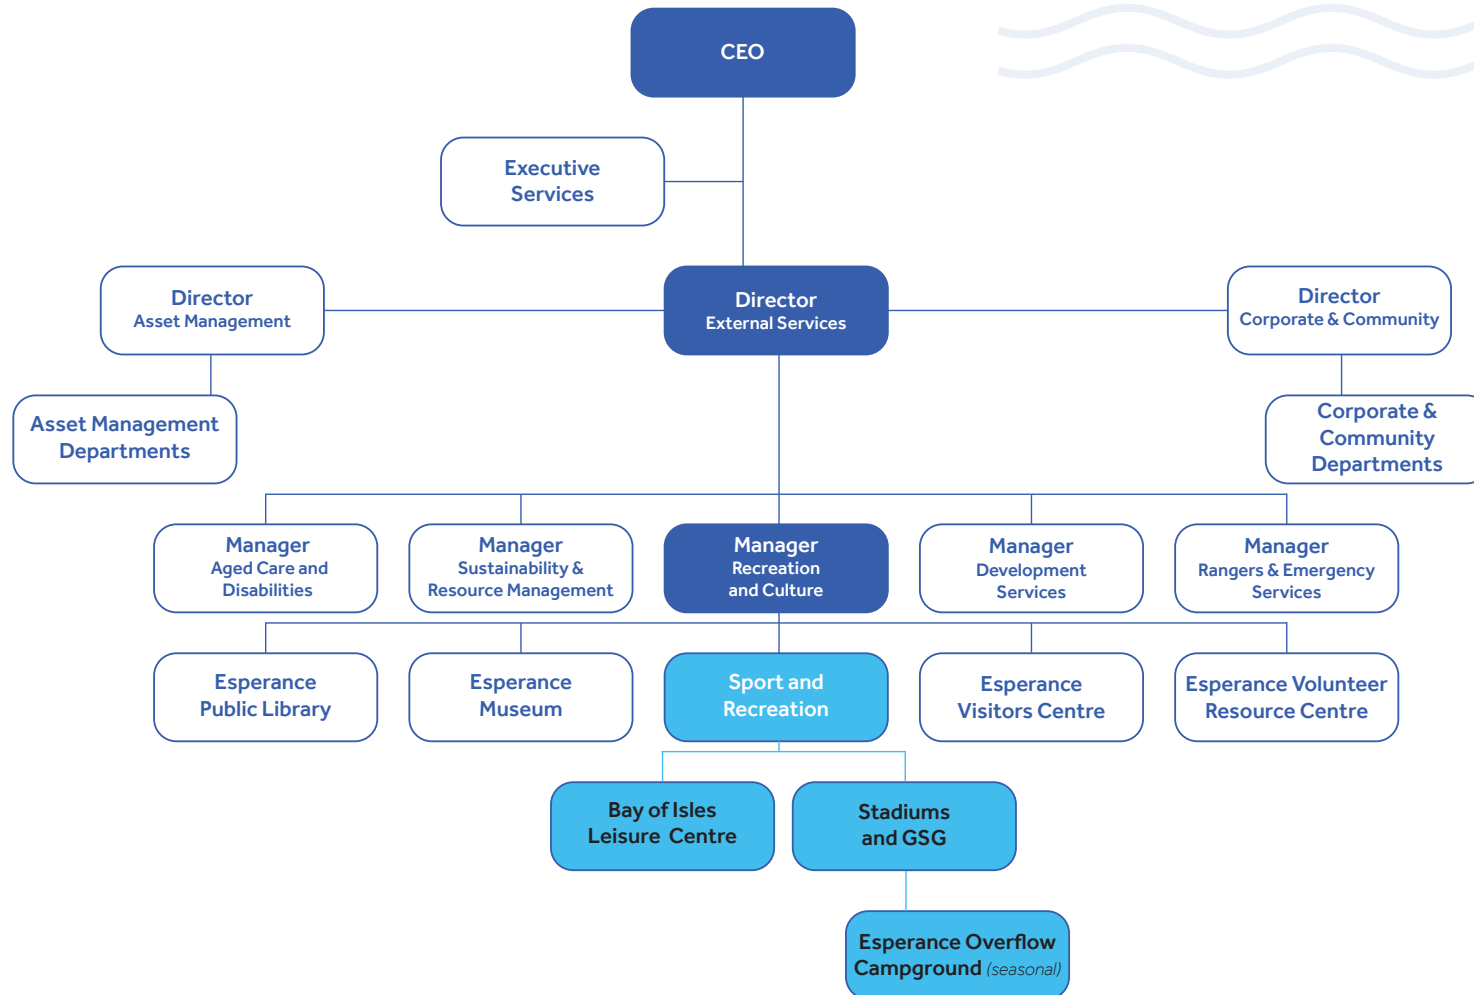 CEO
Executive
Services
Director
Asset Management
Director
External Services
Director
Corporate & Community
Asset Management
Departments
Corporate &
Community
Departments
Manager
Aged Care and
Disabilities
Manager
Sustainability &
Resource Management
Manager
Recreation
and Culture
Manager
Development
Services
Manager
Rangers & Emergency
Services
Esperance
Public Library
Esperance
Museum
Sport and
Recreation
Esperance
Visitors Centre
Esperance Volunteer
Resource Centre
Bay of Isles
Leisure Centre
Stadiums
and GSG
Esperance Overflow
Campground (seasonal)